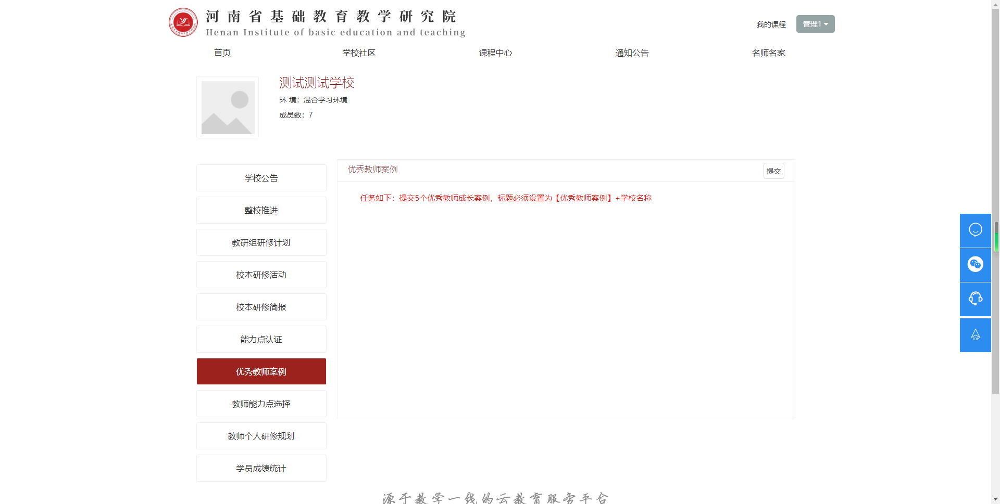 河南省基础教育教学研究院
Henan Institute of basic education and teaching
我的课程
管理1
首页
学校社区
课程中心
通知公告
名师名家
测试测试学校
环 境：混合学习环境
成员数：7
学校公告
整校推进
教研组研修计划
校本研修活动
校本研修简报
能力点认证
优秀教师案例
教师能力点选择
教师个人研修规划
学员成绩统计
优秀教师案例
提交
任务如下：提交5个优秀教师成长案例，标题必须设置为【优秀教师案例】+学校名称
TOP
源于教学一线的云教育服务平台